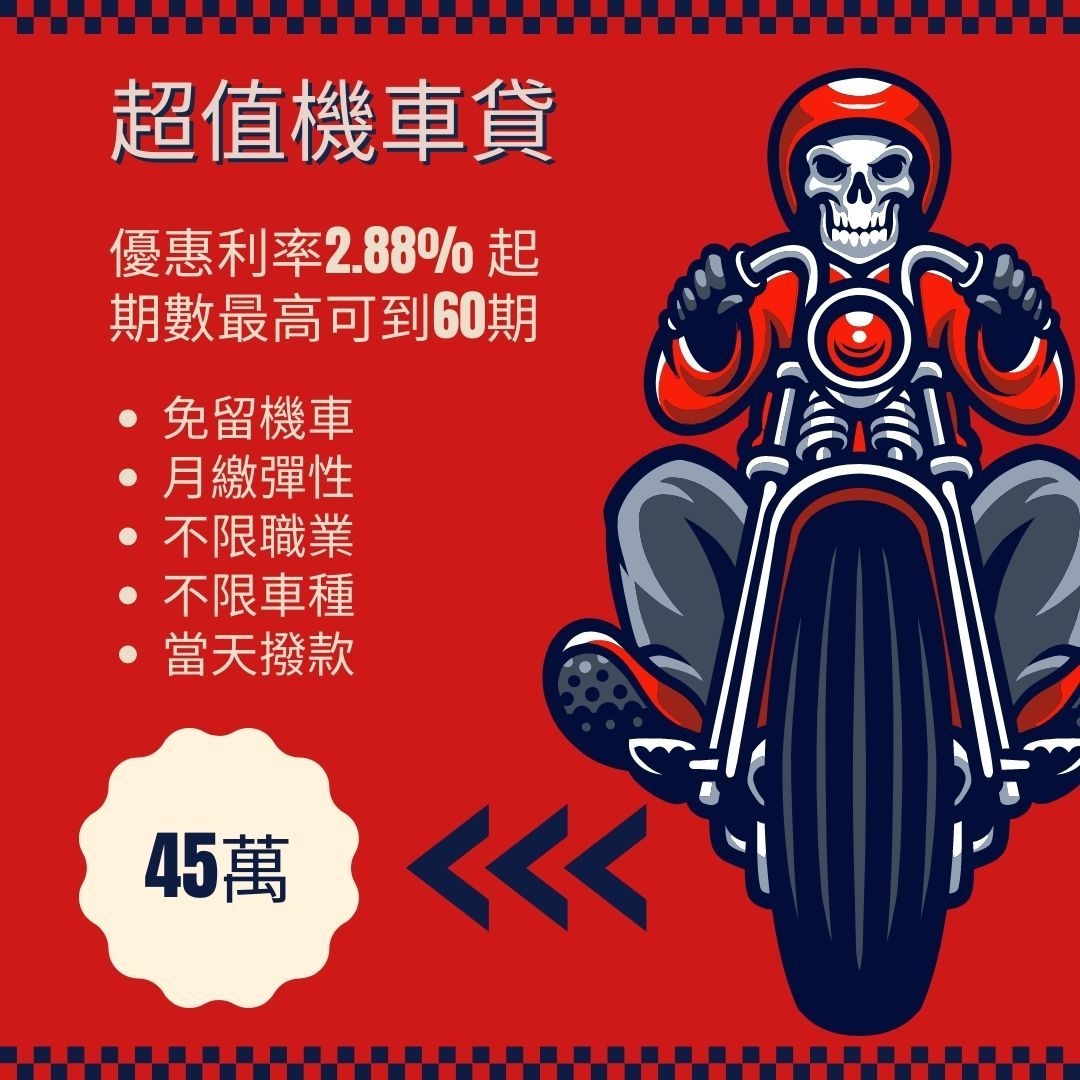 超值機車貸
優惠利率2.88% 起
期數最高可到60期
• 免留機車
• 月繳彈性
• 不限職業
• 不限車種
• 當天撥款
45萬